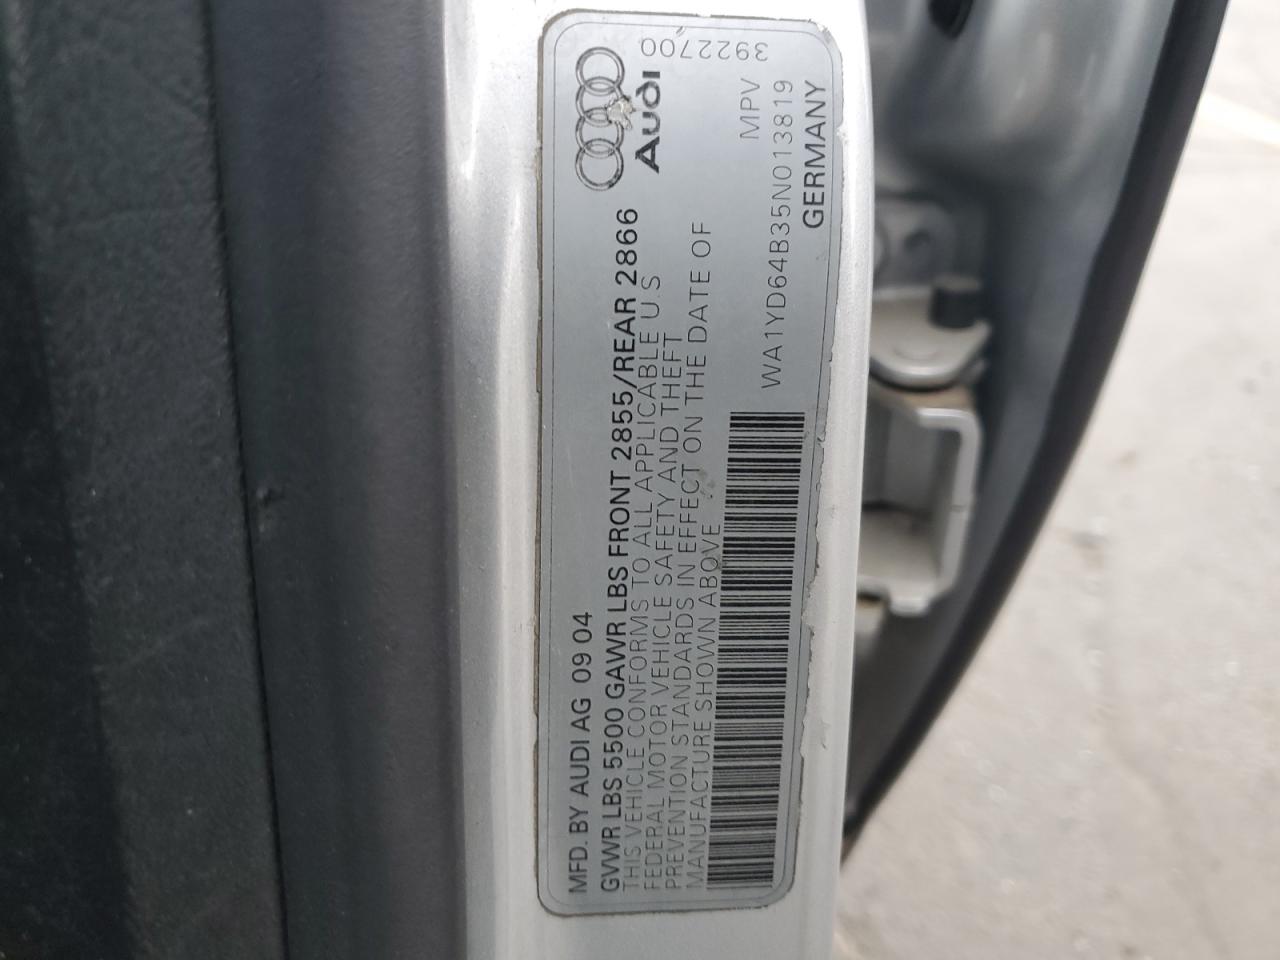 MFD. BY AUDI AG 09 04
GVWR LBS 5500 GAWR LBS FRONT 2855/REAR 2866
THIS VEHICLE CONFORMS TO ALL APPLICABLE U.S
FEDERAL MOTOR VEHICLE SAFETY AND THEFT
PREVENTION STANDARDS IN EFFECT ON THE DATE OF
MANUFACTURE SHOWN ABOVE
Audi
3922700
MPV
WA1YD64B35N013819
GERMANY